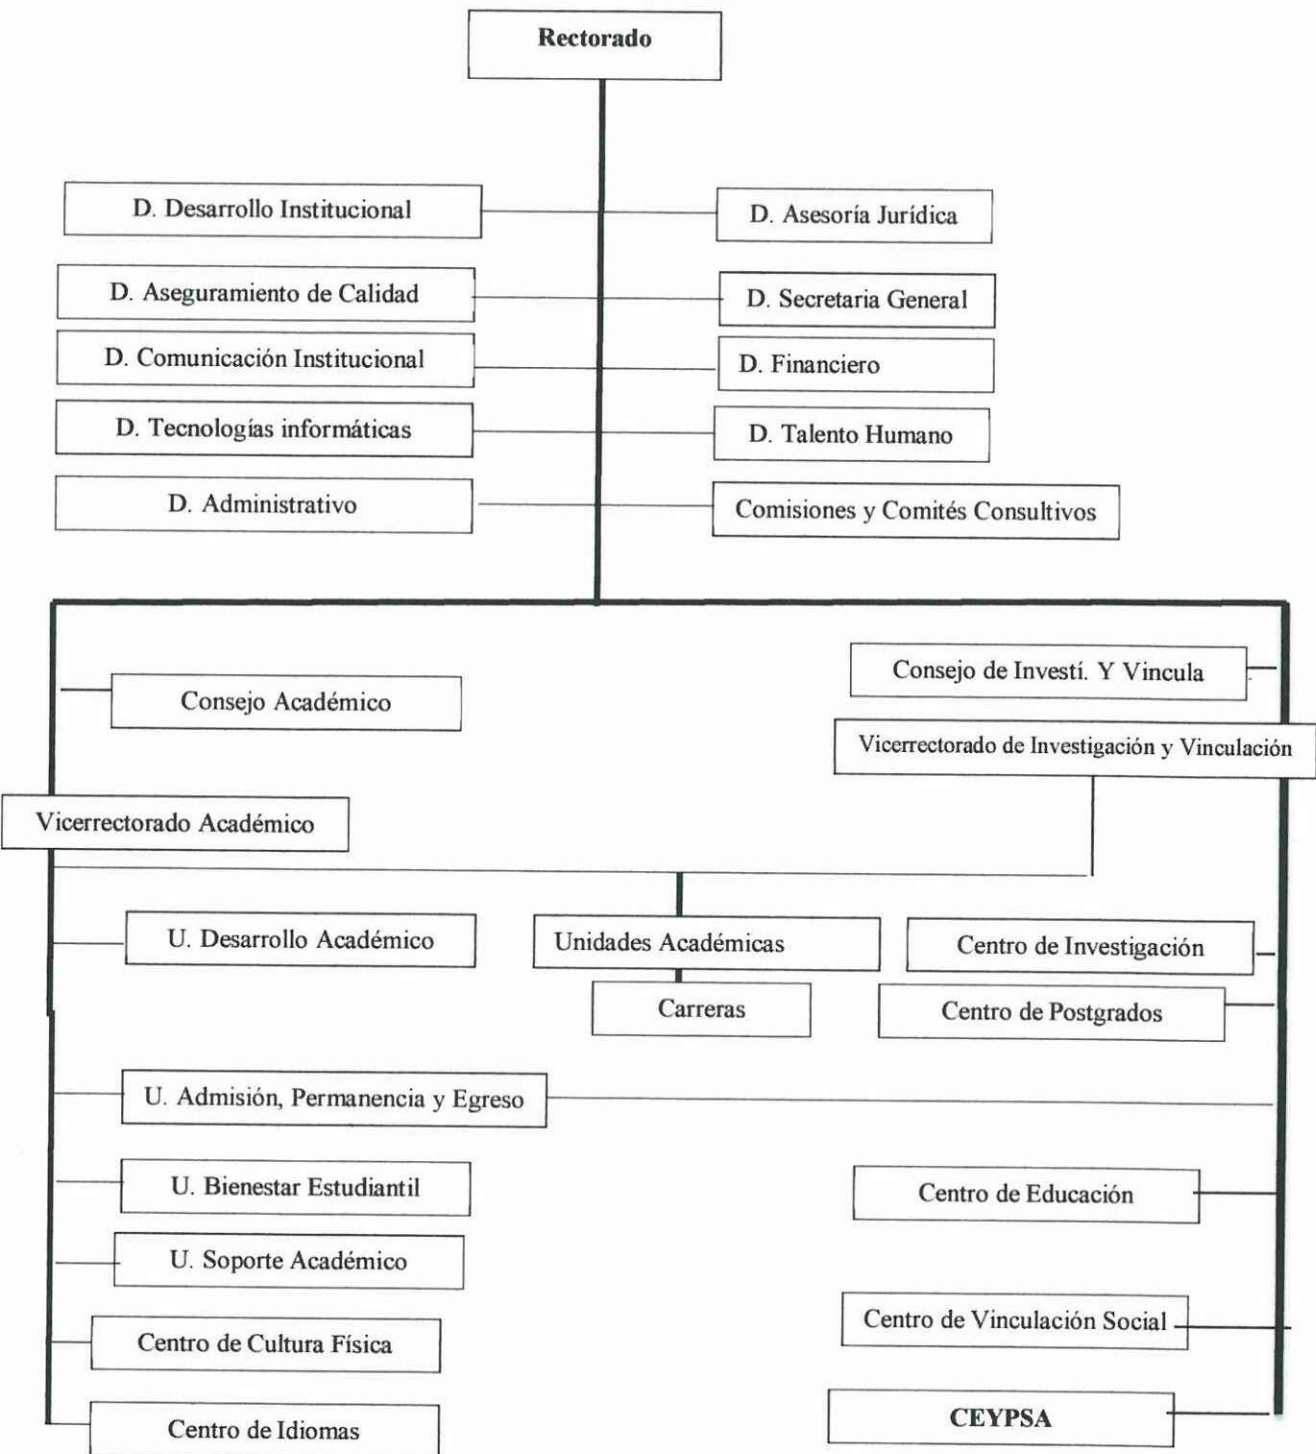 Rectorado
D. Desarrollo Institucional
D. Asesoría Jurídica
D. Aseguramiento de Calidad
D. Secretaria General
D. Comunicación Institucional
D. Financiero
D. Tecnologías informáticas
D. Talento Humano
D. Administrativo
Comisiones y Comités Consultivos
Consejo de Investí. Y Vincula
Consejo Académico
Vicerrectorado de Investigación y Vinculación
Vicerrectorado Académico
U. Desarrollo Académico
Unidades Académicas
Centro de Investigación
Carreras
Centro de Postgrados
U. Admisión, Permanencia y Egreso
U. Bienestar Estudiantil
Centro de Educación
U. Soporte Académico
Centro de Vinculación Social
Centro de Cultura Física
CEYPSA
Centro de Idiomas